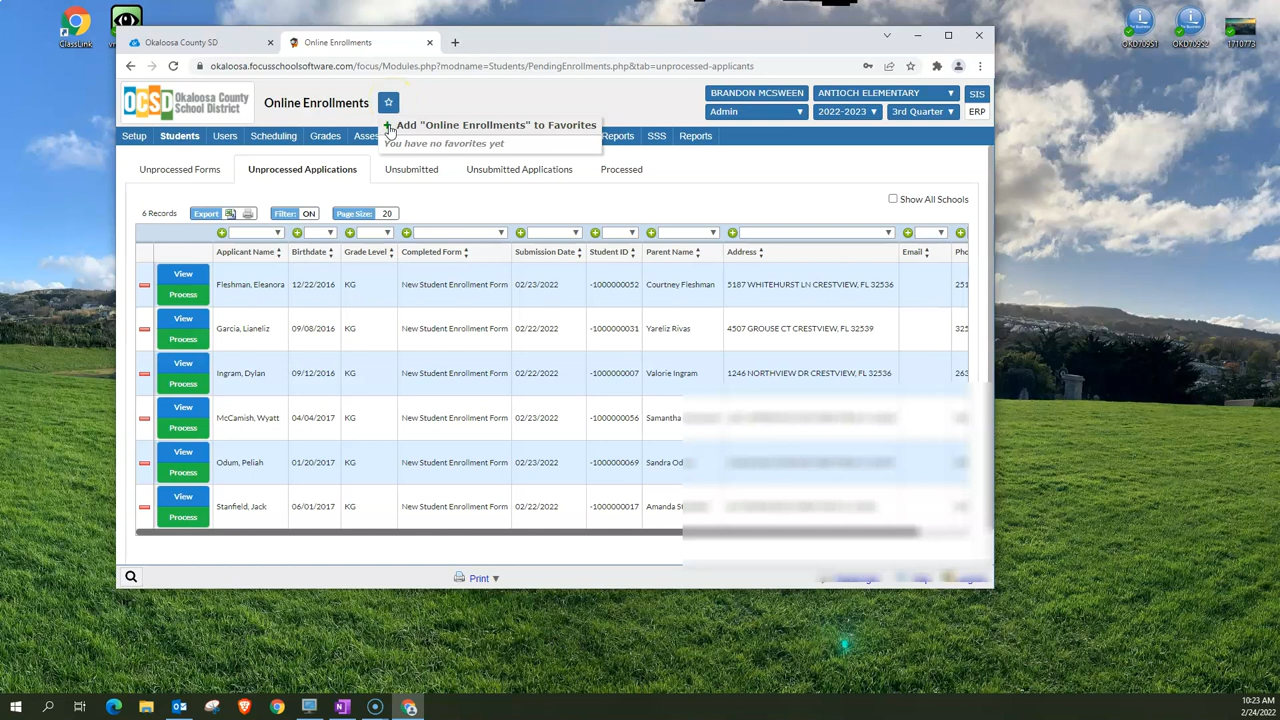 ClassLink
OKD709S1
OKD709S2
1710773
Okaloosa County SD
Online Enrollments
okaloosa.focusschoolsoftware.com/focus/Modules.php?modname=Students/PendingEnrollments.php&tab=unprocessed-applicants
OCSD Okaloosa County School District
Online Enrollments
BRANDON MCSWEEN
ANTIOCH ELEMENTARY
SIS
Admin
2022-2023
3rd Quarter
ERP
Add "Online Enrollments" to Favorites
You have no favorites yet
Setup Students Users Scheduling Grades Reports SSS Reports
Unprocessed Forms Unprocessed Applications Unsubmitted Unsubmitted Applications Processed
Show All Schools
6 Records Export Filter: ON Page Size: 20
Applicant Name Birthdate Grade Level Completed Form Submission Date Student ID Parent Name Address Email Pho
View
Process
Fleshman, Eleanora 12/22/2016 KG New Student Enrollment Form 02/23/2022 -1000000052 Courtney Fleshman 5187 WHITEHURST LN CRESTVIEW, FL 32536 251
View
Process
Garcia, Lianeliz 09/08/2016 KG New Student Enrollment Form 02/22/2022 -1000000031 Yareliz Rivas 4507 GROUSE CT CRESTVIEW, FL 32539 325
View
Process
Ingram, Dylan 09/12/2016 KG New Student Enrollment Form 02/22/2022 -1000000007 Valorie Ingram 1246 NORTHVIEW DR CRESTVIEW, FL 32536 263
View
Process
McCamish, Wyatt 04/04/2017 KG New Student Enrollment Form 02/23/2022 -1000000056 Samantha
View
Process
Odum, Peliah 01/20/2017 KG New Student Enrollment Form 02/23/2022 -1000000069 Sandra Od
View
Process
Stanfield, Jack 06/01/2017 KG New Student Enrollment Form 02/22/2022 -1000000017 Amanda
Print
10:23 AM
2/24/2022